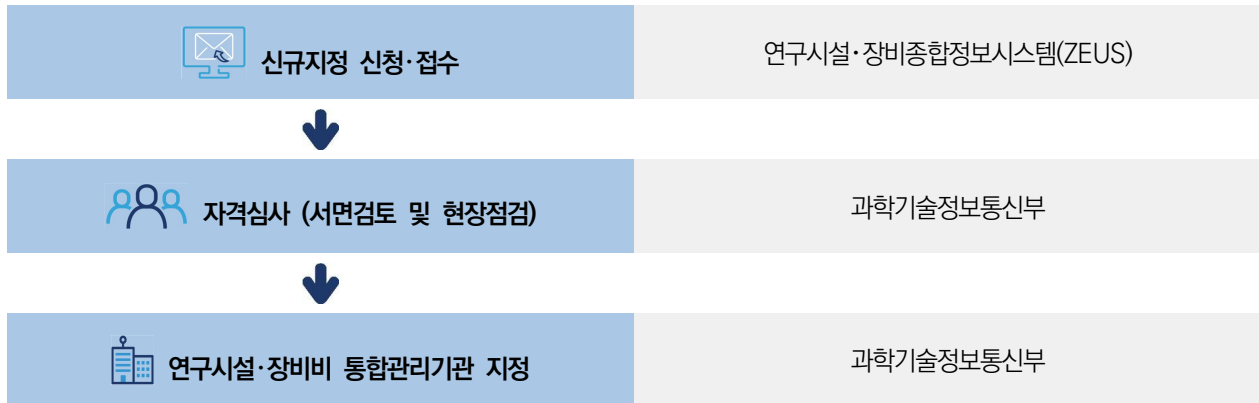 신규지정 신청·접수
연구시설·장비종합정보시스템(ZEUS)
자격심사 (서면검토 및 현장점검)
과학기술정보통신부
연구시설·장비비 통합관리기관 지정
과학기술정보통신부